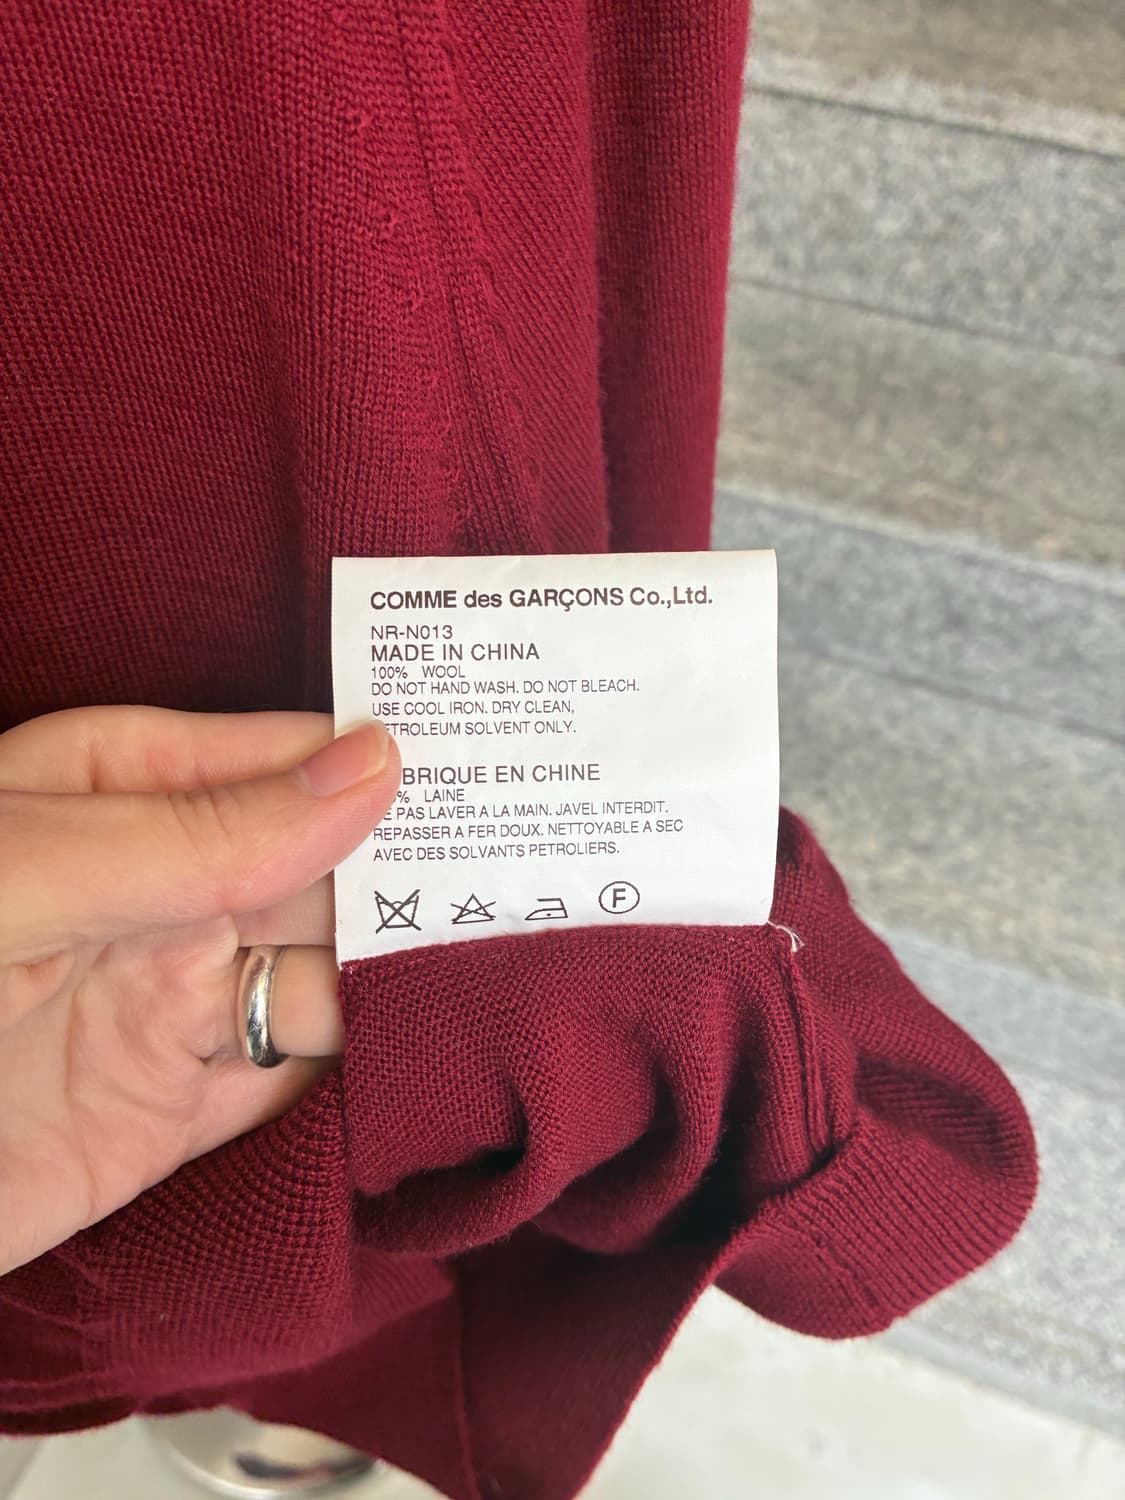 COMME des GARÇONS Co.,Ltd.
NR-N013
MADE IN CHINA
100% WOOL
DO NOT HAND WASH. DO NOT BLEACH.
USE COOL IRON. DRY CLEAN,
SOLVENT ONLY.
EN CHINE
% LAINE
PAS LAVER A LA MAIN. JAVEL INTERDIT.
REPASSER A FER DOUX. NETTOYABLE A SEC
AVEC DES SOLVANTS PETROLIERS.
F